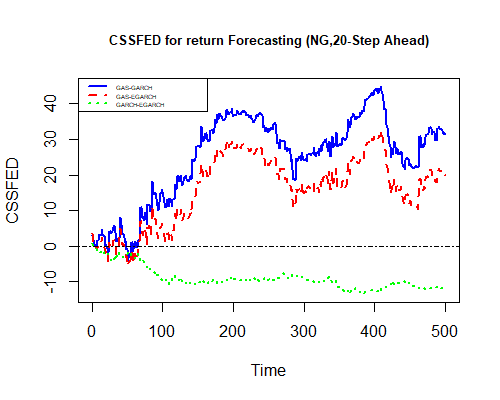 CSSFED for return Forecasting (NG,20-Step Ahead)
GAS-GARCH
GAS-EGARCH
GARCH-EGARCH
CSSFED
40
30
20
10
0
-10
0 100 200 300 400 500
Time